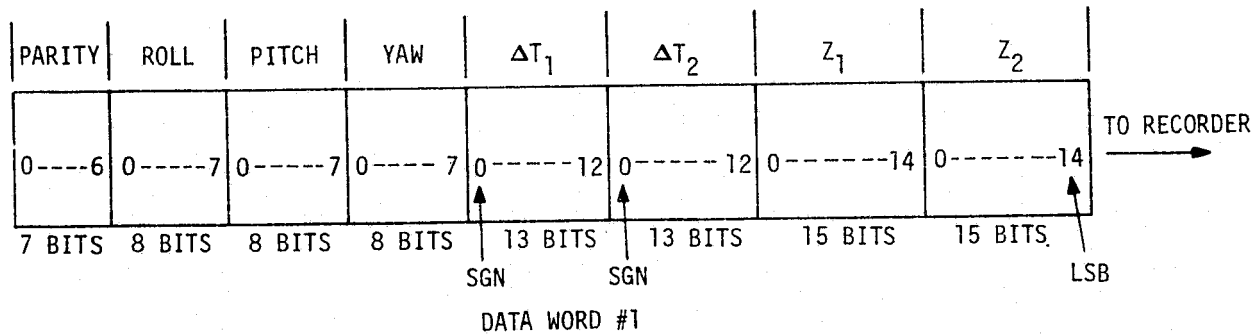 PARITY ROLL PITCH YAW ΔT1 ΔT2 Z1 Z2
TO RECORDER
0----6 0-----7 0-----7 0---- 7 0------12 0------12 0-------14 0-------14
7 BITS 8 BITS 8 BITS 8 BITS 13 BITS 13 BITS 15 BITS 15 BITS.
SGN SGN LSB
DATA WORD #1